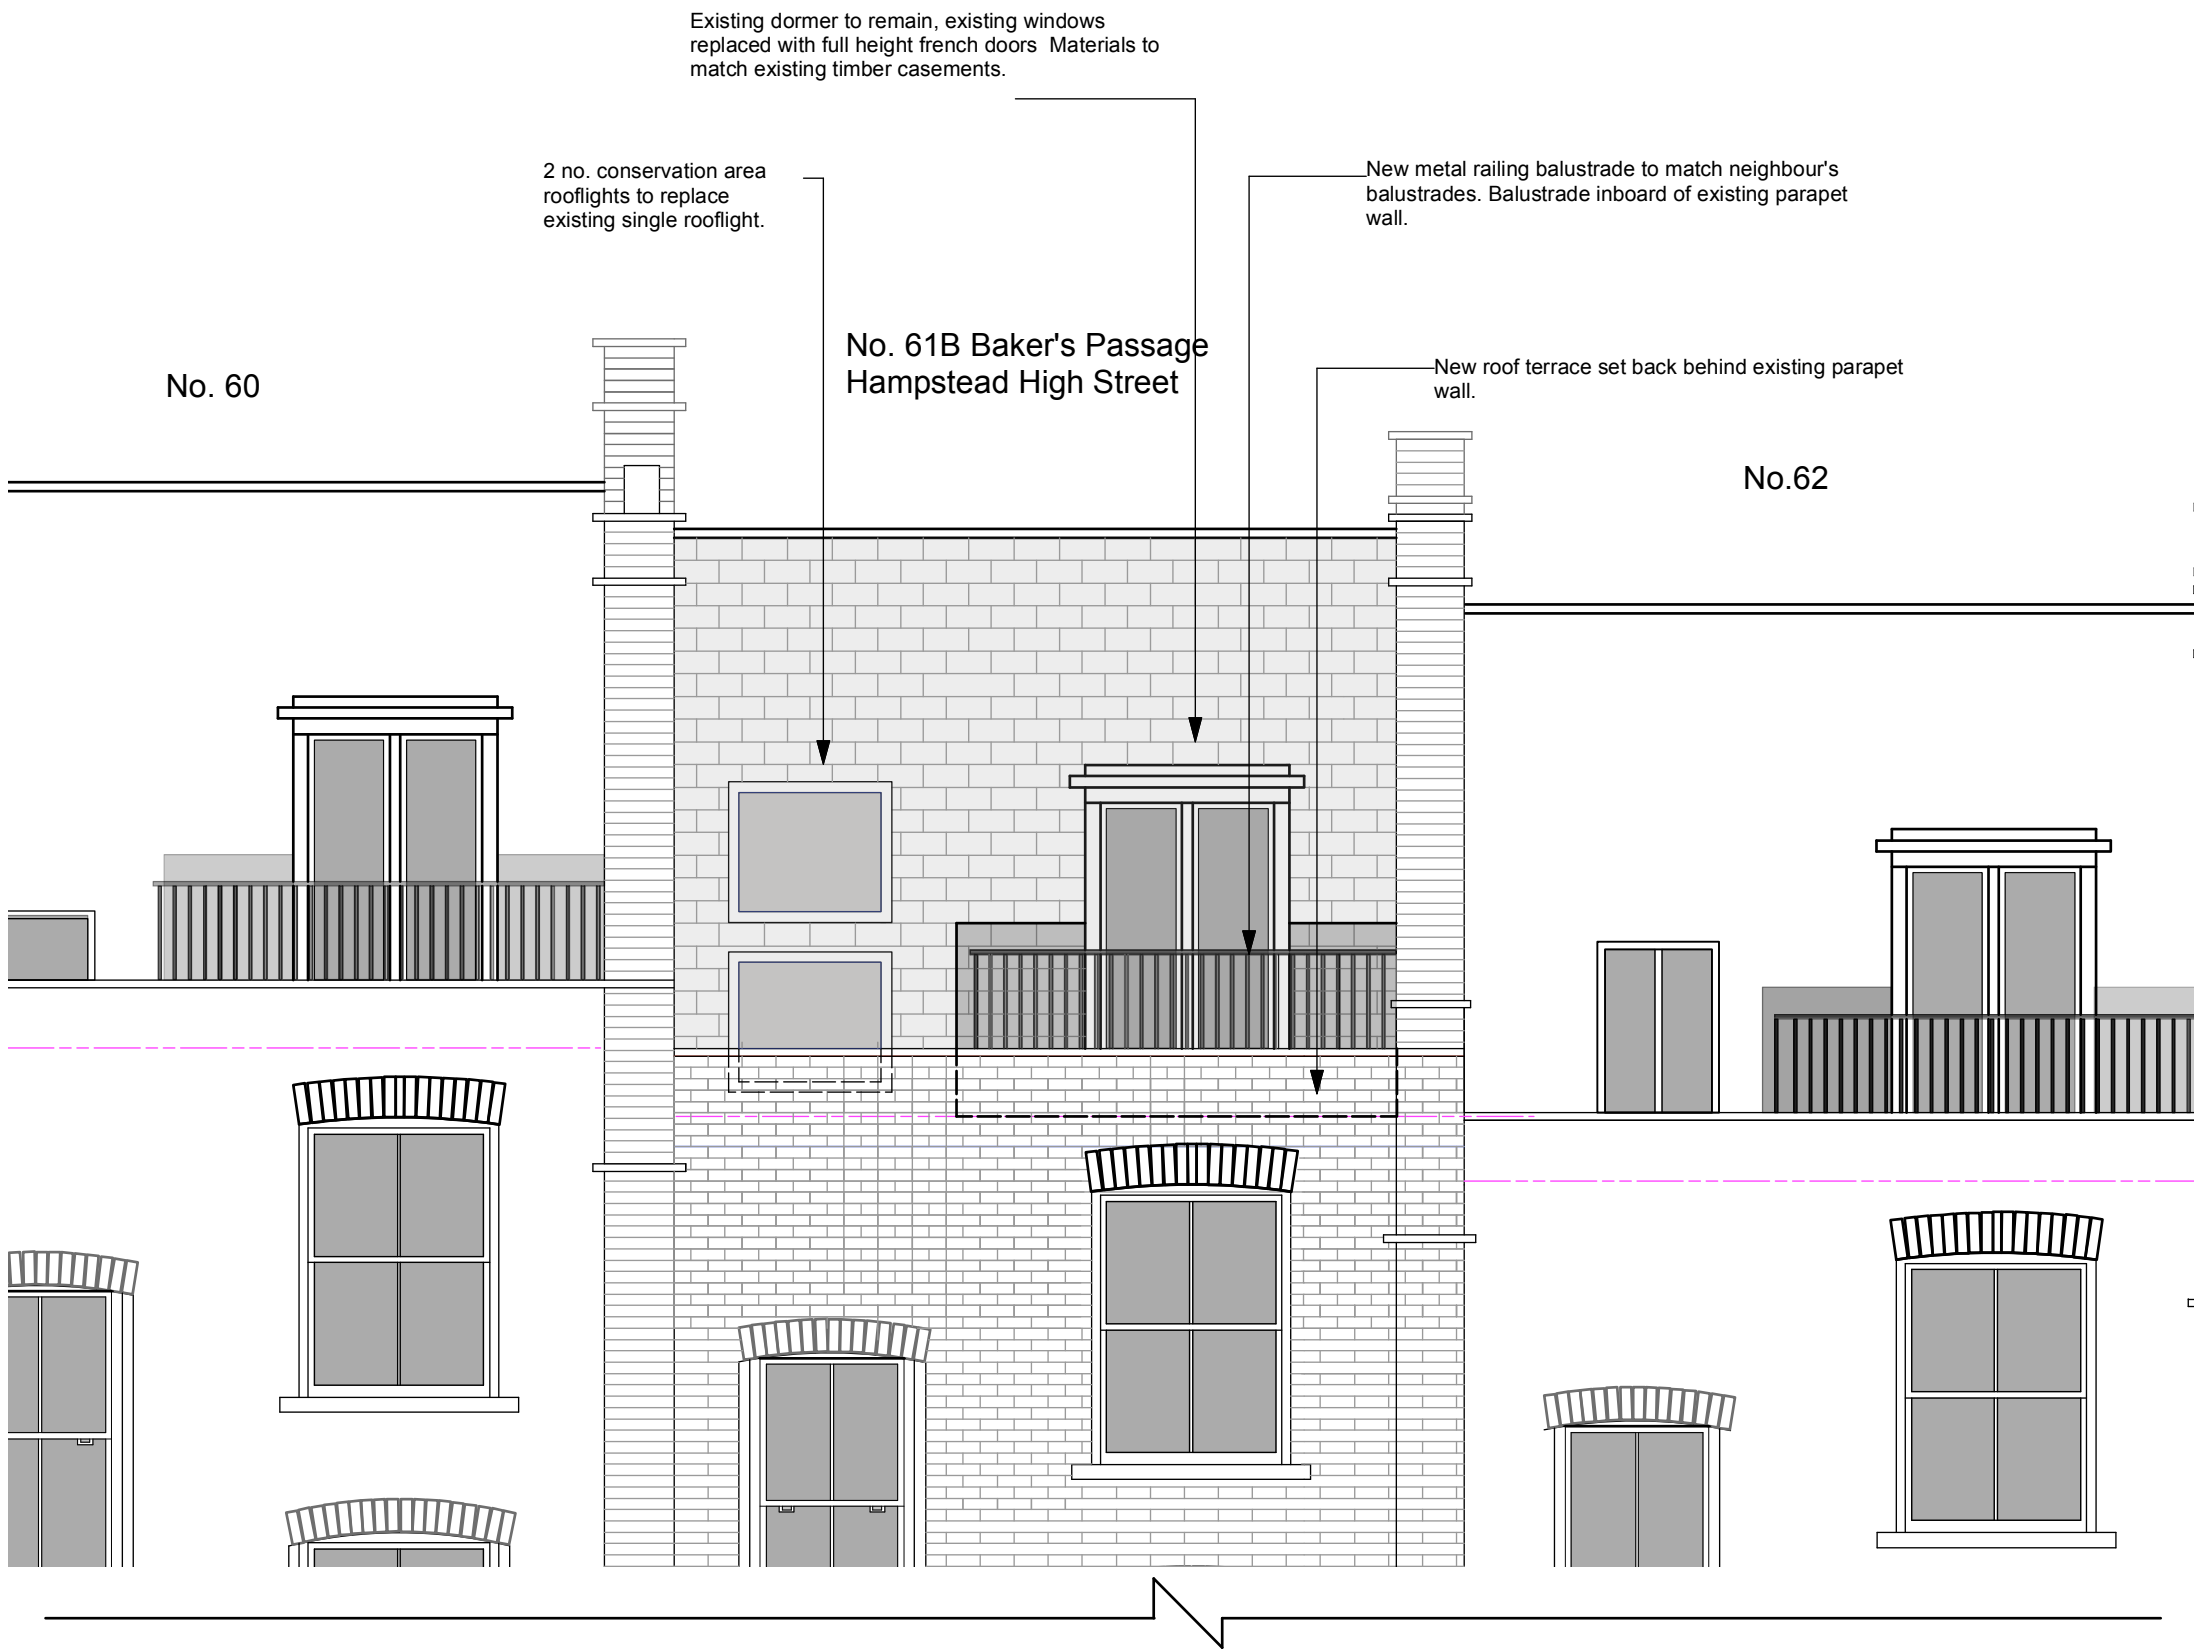 Existing dormer to remain, existing windows
replaced with full height french doors  Materials to
match existing timber casements.
2 no. conservation area
rooflights to replace
existing single rooflight.
New metal railing balustrade to match neighbour's
balustrades. Balustrade inboard of existing parapet
wall.
No. 61B Baker's Passage
Hampstead High Street
No. 60
New roof terrace set back behind existing parapet
wall.
No.62